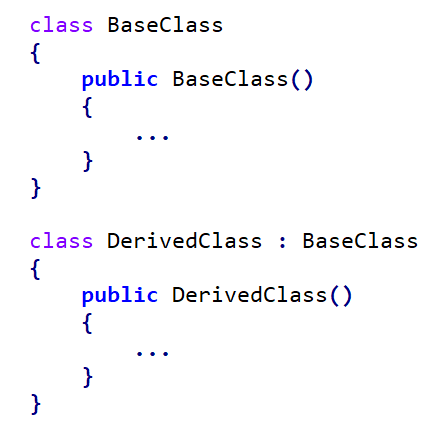 class BaseClass
{
    public BaseClass()
    {
        ...
    }
}

class DerivedClass : BaseClass
{
    public DerivedClass()
    {
        ...
    }
}